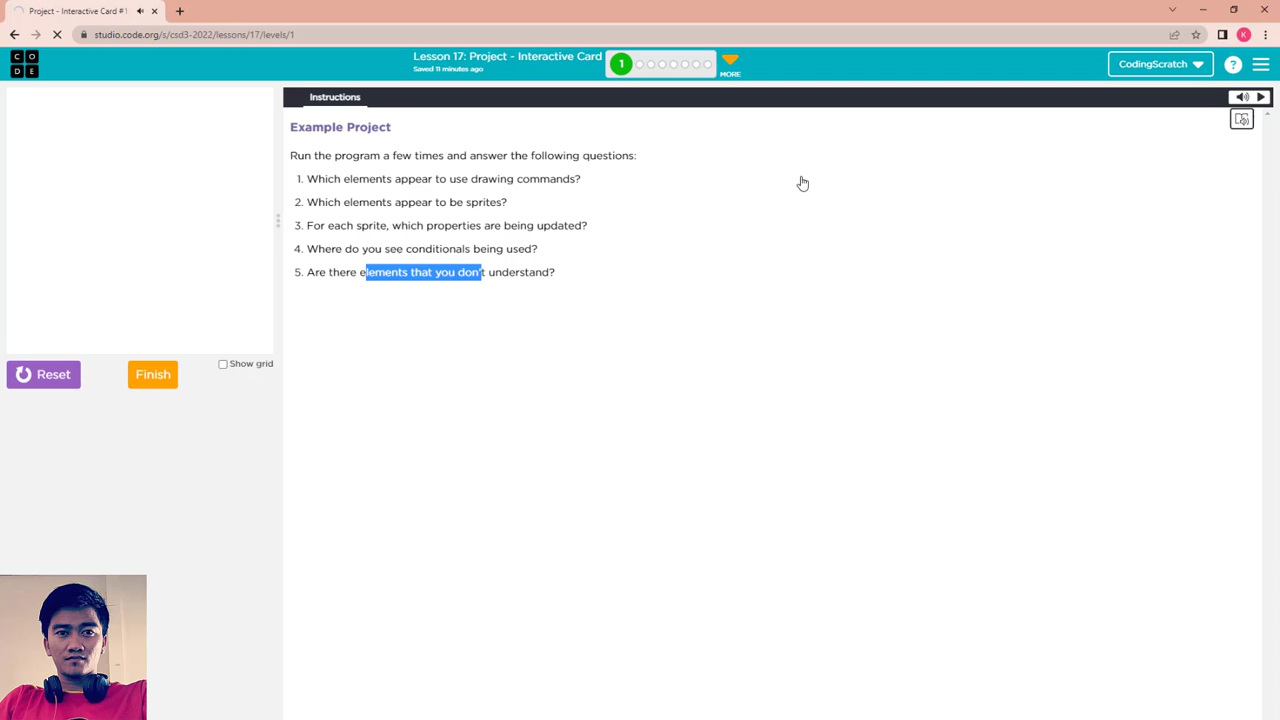 Project - Interactive Card #1
studio.code.org/s/csd3-2022/lessons/17/levels/1
K
C O
D E
Lesson 17: Project - Interactive Card
Saved 11 minutes ago
1
MORE
CodingScratch
?
Instructions
Example Project
Run the program a few times and answer the following questions:
1. Which elements appear to use drawing commands?
2. Which elements appear to be sprites?
3. For each sprite, which properties are being updated?
4. Where do you see conditionals being used?
5. Are there elements that you don't understand?
Reset
Finish
Show grid